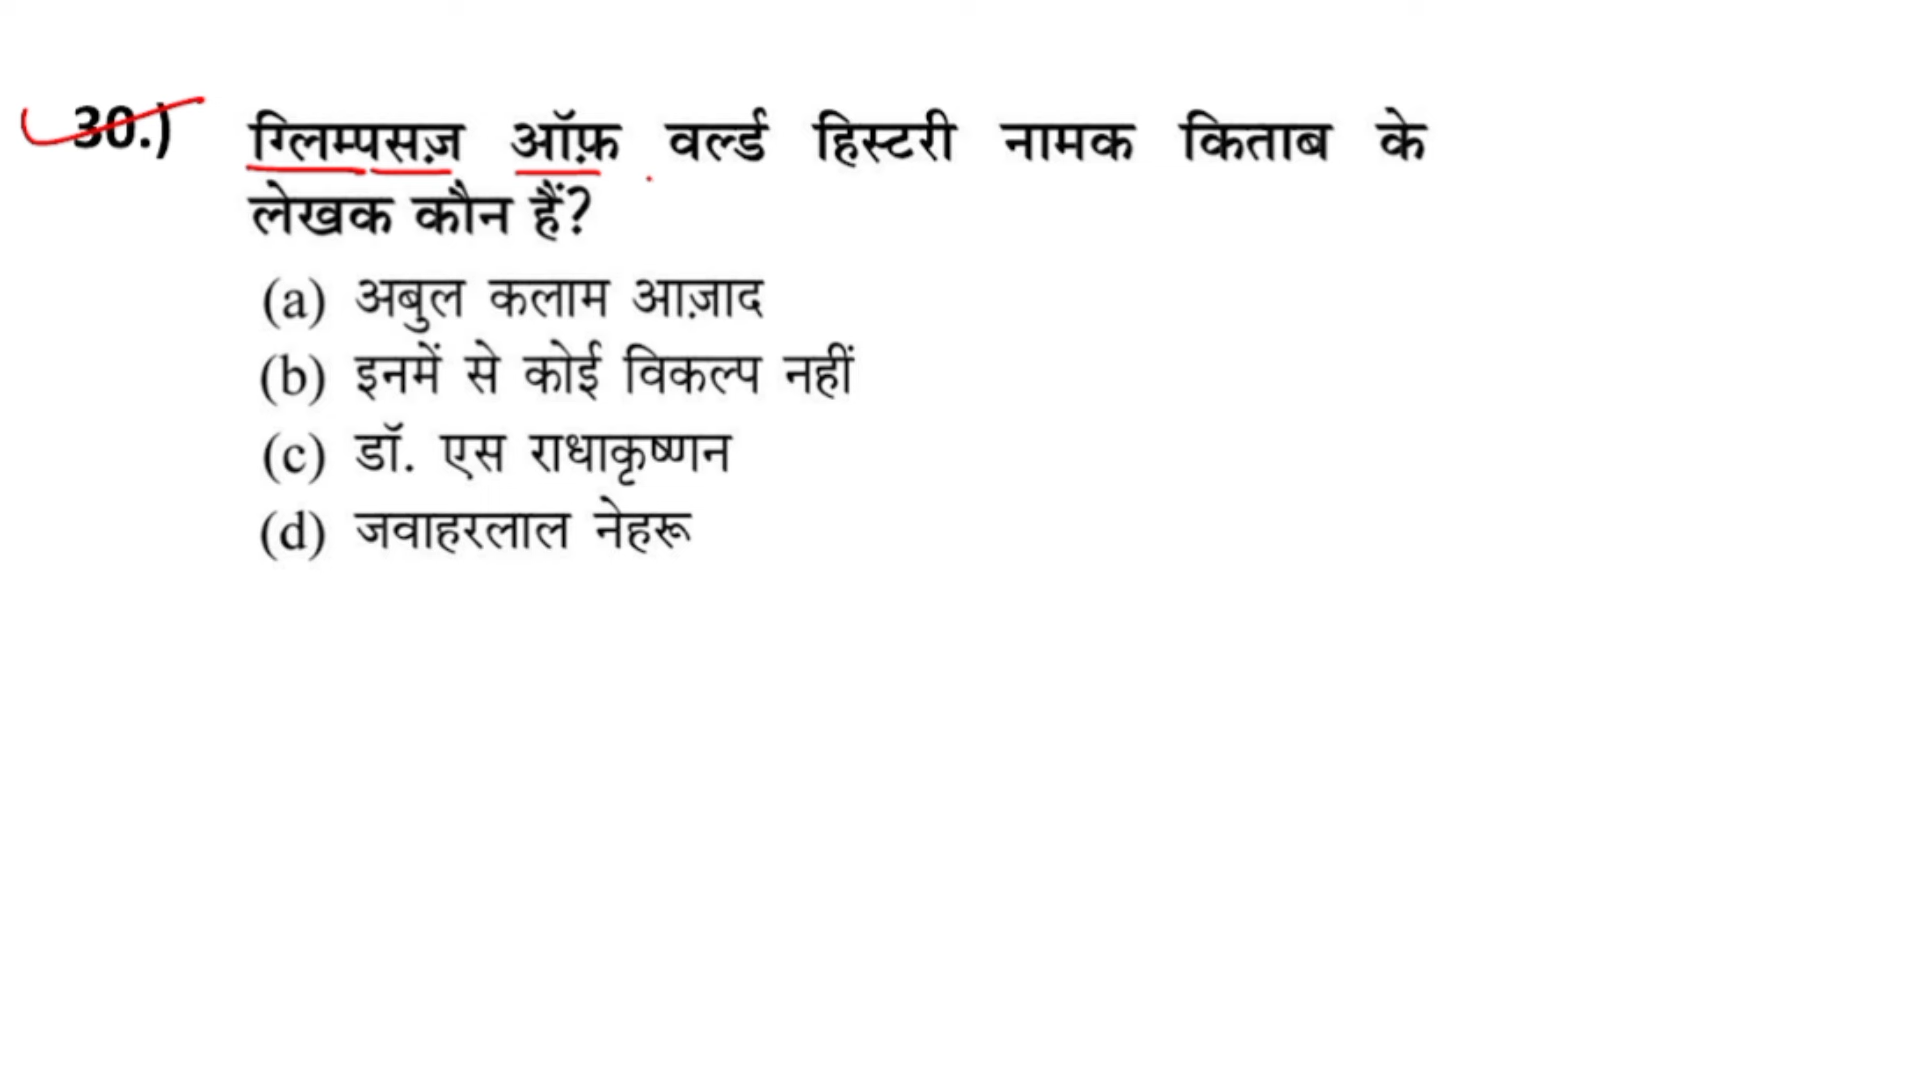 30.) ग्लिम्पसज़ ऑफ़ वर्ल्ड हिस्टरी नामक किताब के
लेखक कौन हैं?
(a) अबुल कलाम आज़ाद
(b) इनमें से कोई विकल्प नहीं
(c) डॉ. एस राधाकृष्णन
(d) जवाहरलाल नेहरू